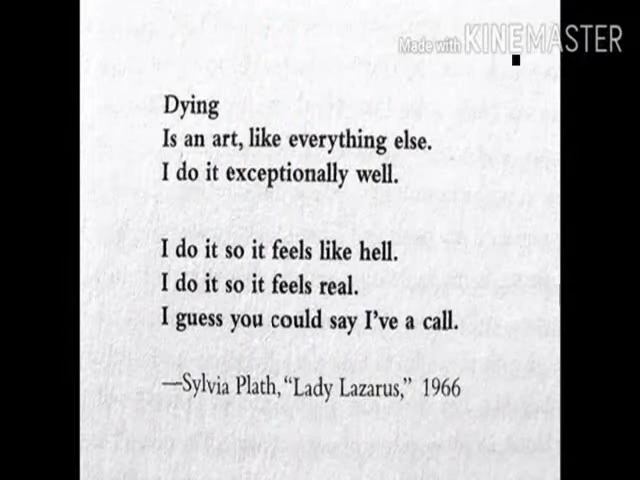 Made with KINEMASTER
Dying
Is an art, like everything else.
I do it exceptionally well.
I do it so it feels like hell.
I do it so it feels real.
I guess you could say I've a call.
—Sylvia Plath, “Lady Lazarus,” 1966